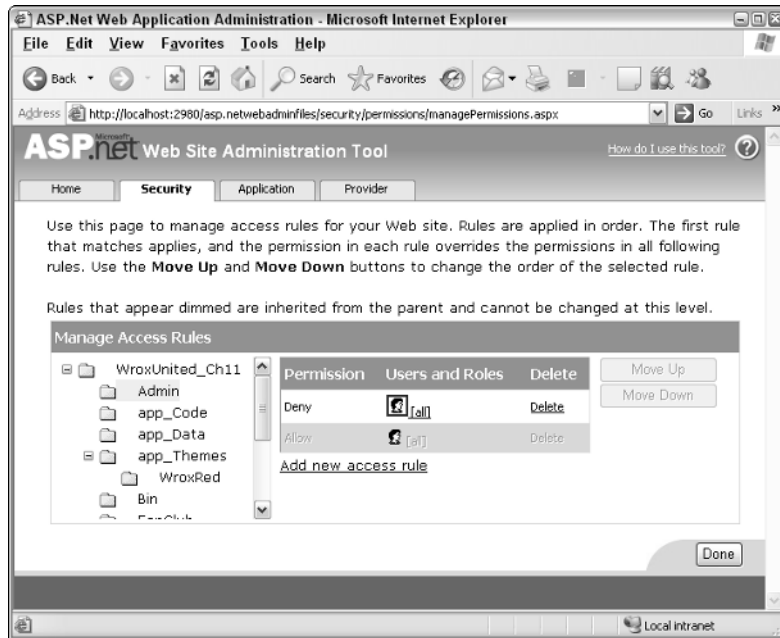 ASP.Net Web Application Administration - Microsoft Internet Explorer
File Edit View Favorites Tools Help
Back Search Favorites
Address http://localhost:2980/asp.netwebadminfiles/security/permissions/managePermissions.aspx Go Links »
Microsoft
ASP.net Web Site Administration Tool How do I use this tool? ?
Home Security Application Provider
Use this page to manage access rules for your Web site. Rules are applied in order. The first rule
that matches applies, and the permission in each rule overrides the permissions in all following
rules. Use the Move Up and Move Down buttons to change the order of the selected rule.
Rules that appear dimmed are inherited from the parent and cannot be changed at this level.
Manage Access Rules
WroxUnited_Ch11
Admin
app_Code
app_Data
app_Themes
WroxRed
Bin
FanClub
Permission Users and Roles Delete
Deny [all] Delete
Allow [all] Delete
Add new access rule
Move Up
Move Down
Done
Local intranet